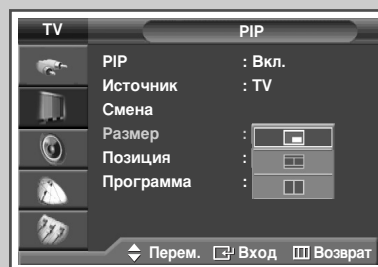 TV PIP
PIP : Вкл.
Источник : TV
Смена
Размер :
Позиция :
Программа :
Перем. Вход Возврат